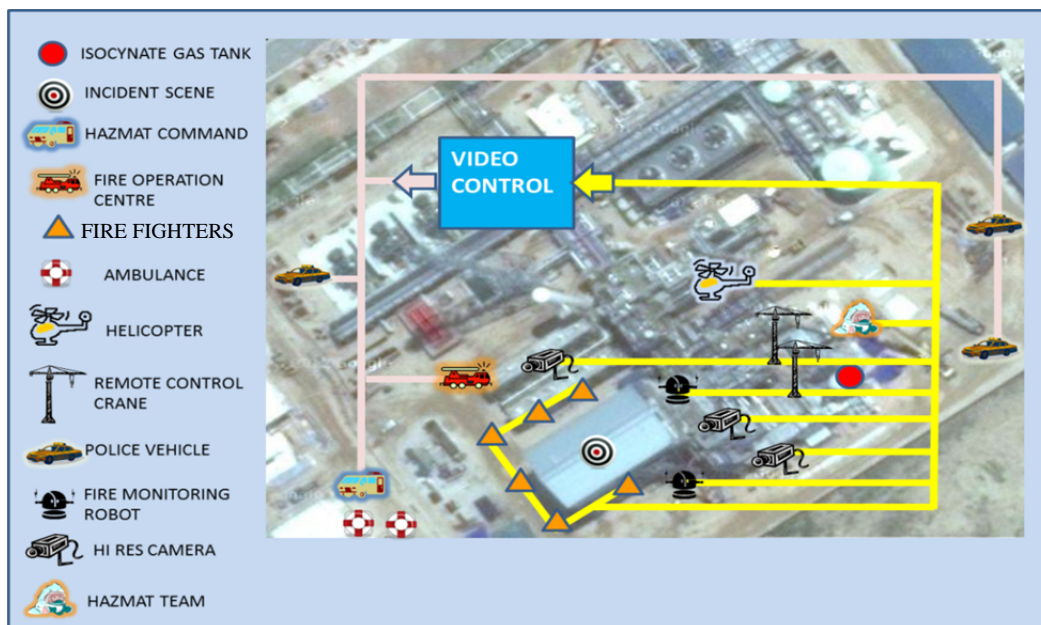 ISOCYNATE GAS TANK
INCIDENT SCENE
HAZMAT COMMAND
FIRE OPERATION
CENTRE
FIRE FIGHTERS
AMBULANCE
HELICOPTER
REMOTE CONTROL
CRANE
POLICE VEHICLE
FIRE MONITORING
ROBOT
HI RES CAMERA
HAZMAT TEAM
VIDEO
CONTROL